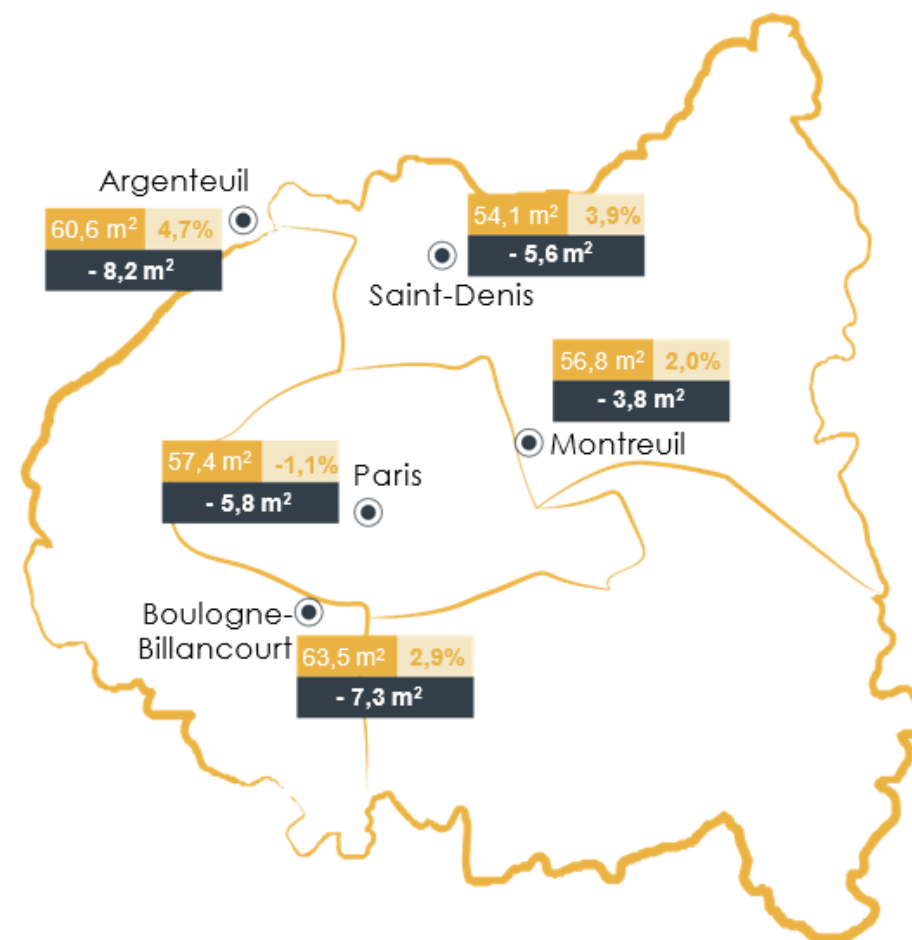 Argenteuil
60,6 m² 4,7%
- 8,2 m²
54,1 m² 3,9%
- 5,6 m²
Saint-Denis
56,8 m² 2,0%
- 3,8 m²
Montreuil
57,4 m² -1,1%
- 5,8 m²
Paris
Boulogne-
Billancourt
63,5 m² 2,9%
- 7,3 m²